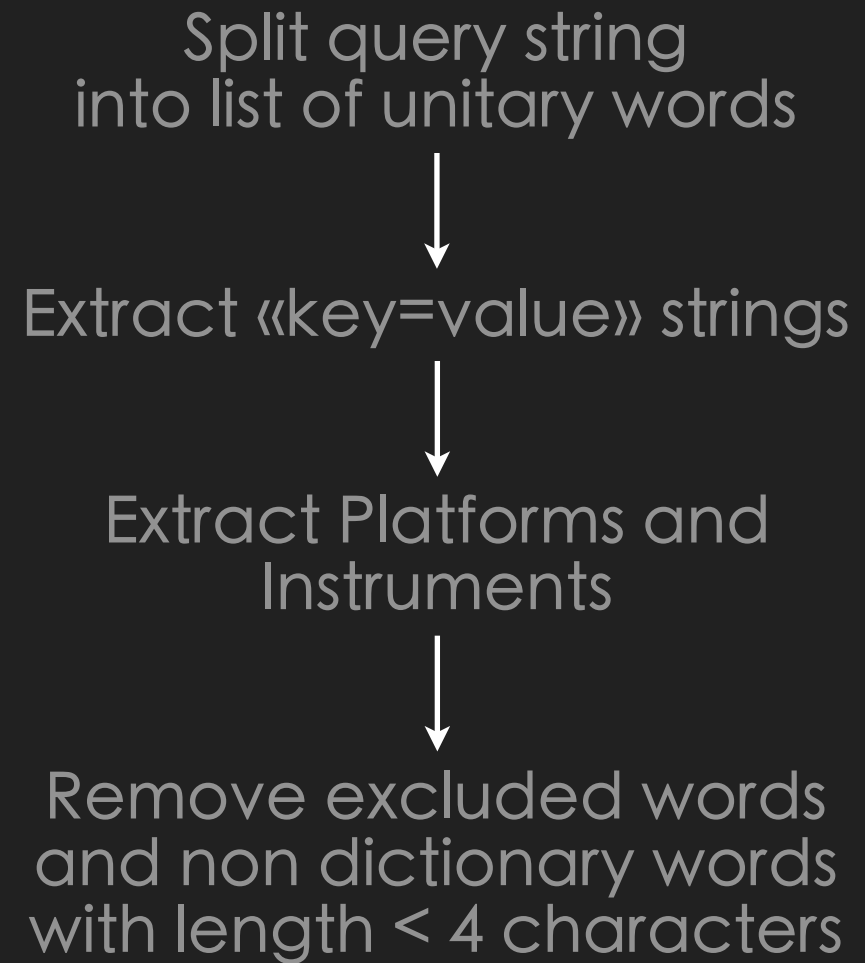 Split query string
into list of unitary words
Extract «key=value» strings
Extract Platforms and
Instruments
Remove excluded words
and non dictionary words
with length < 4 characters